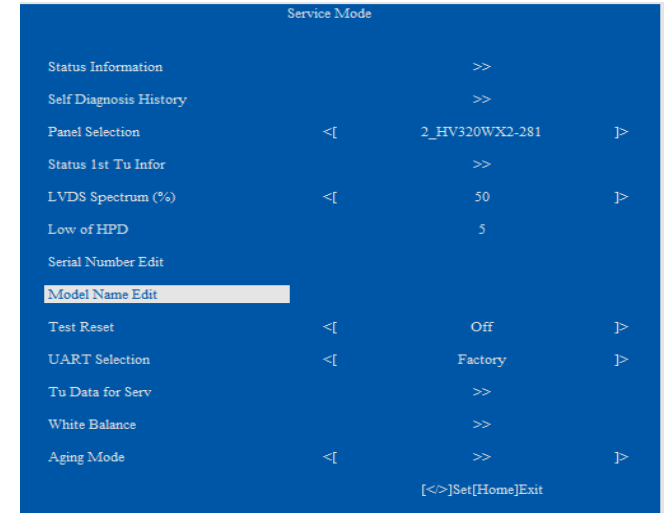 Service Mode
Status Information >>
Self Diagnosis History >>
Panel Selection <[ 2_HV320WX2-281 ]>
Status 1st Tu Infor >>
LVDS Spectrum (%) <[ 50 ]>
Low of HPD 5
Serial Number Edit
Model Name Edit
Test Reset <[ Off ]>
UART Selection <[ Factory ]>
Tu Data for Serv >>
White Balance >>
Aging Mode <[ >> ]>
[</>]Set[Home]Exit